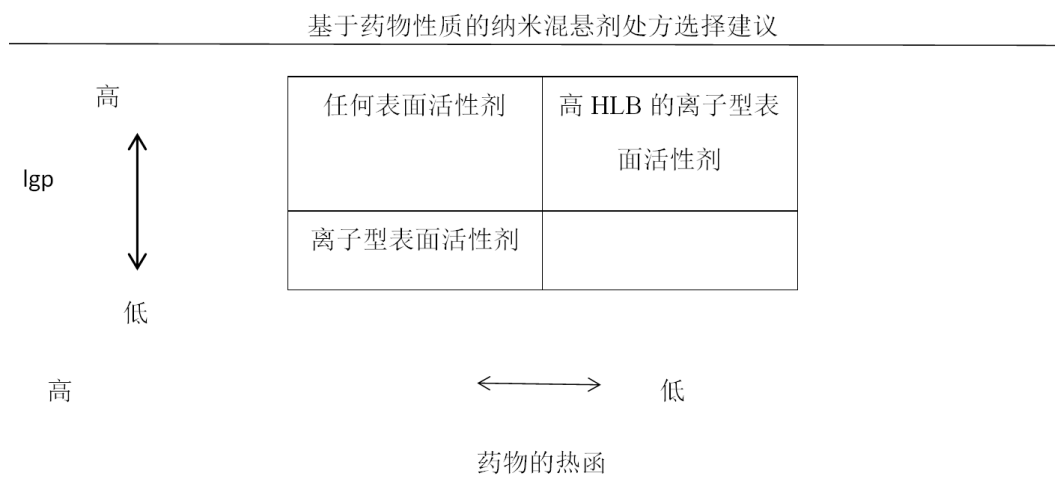 基于药物性质的纳米混悬剂处方选择建议
高
任何表面活性剂
高 HLB 的离子型表
面活性剂
lgp
离子型表面活性剂
低
高
低
药物的热函